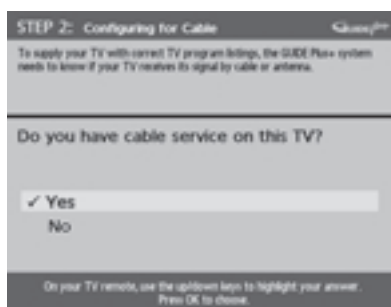 STEP 2: Configuring for Cable
To supply your TV with correct TV program listings, the GUIDE Plus+ system
needs to know if your TV receives its signal by cable or antenna.
Do you have cable service on this TV?
✓ Yes
No
On your TV remote, use the up/down keys to highlight your answer.
Press OK to choose.